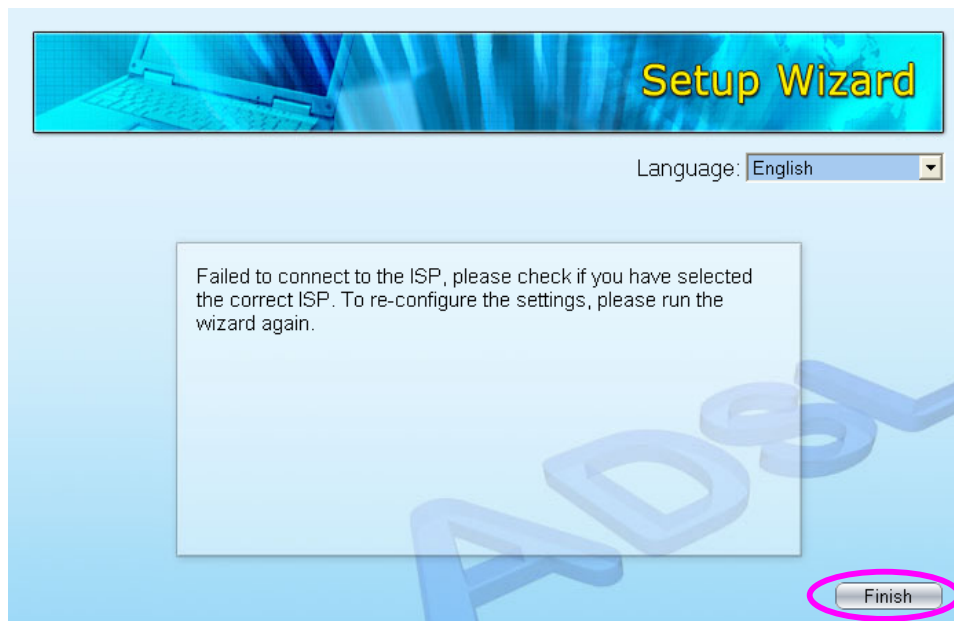 Setup Wizard
Language: English
Failed to connect to the ISP, please check if you have selected
the correct ISP. To re-configure the settings, please run the
wizard again.
ADSL
Finish